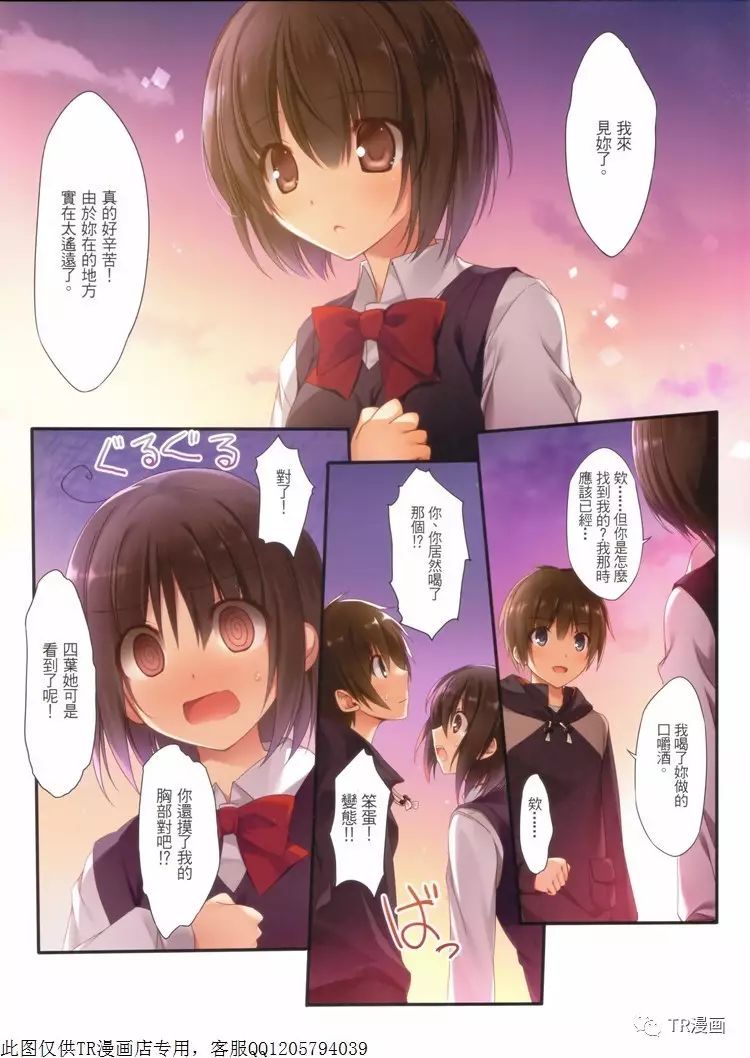 我來
見妳了。
真的好辛苦！
由於妳在的地方
實在太遙遠了。
欸……但你是怎麼
找到我的？我那時
應該已經…
我喝了妳做的
口嚼酒。
欸……
你、你居然喝了
那個!?
笨蛋！
變態!!
ばっ
對了！
ぐるぐる
四葉她可是
看到了呢！
你還摸了我的
胸部對吧!?
TR漫画
此图仅供TR漫画店专用，客服QQ1205794039